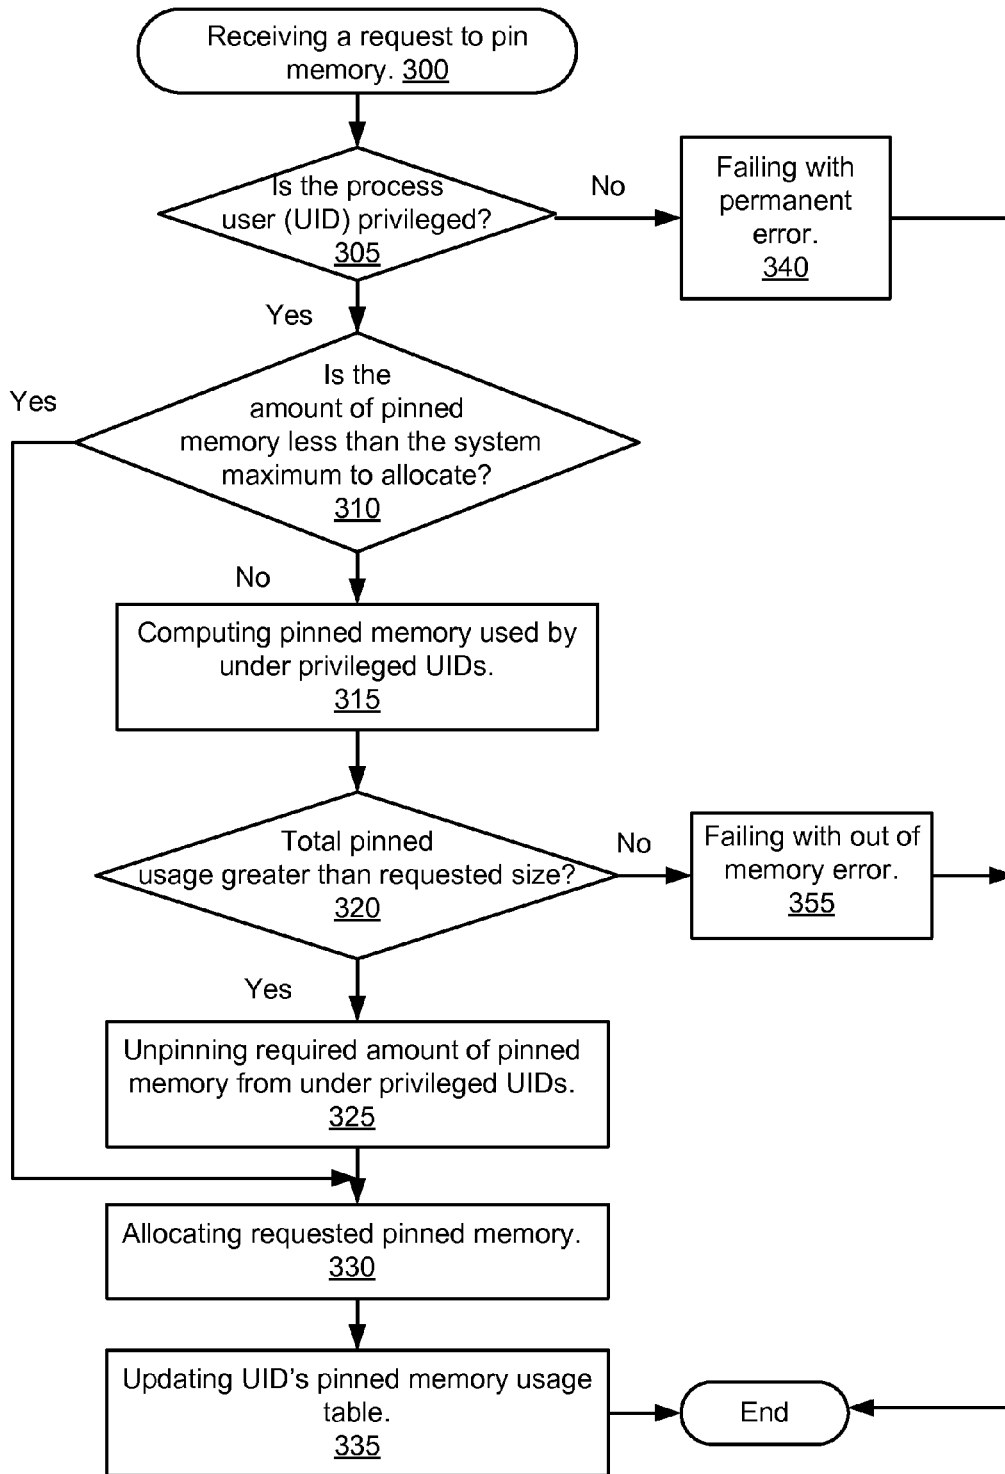 Receiving a request to pin
memory. 300
Is the process
user (UID) privileged?
305
No
Failing with
permanent
error.
340
Yes
Is the
amount of pinned
memory less than the system
maximum to allocate?
310
Yes
No
Computing pinned memory used by
under privileged UIDs.
315
Total pinned
usage greater than requested size?
320
No
Failing with out of
memory error.
355
Yes
Unpinning required amount of pinned
memory from under privileged UIDs.
325
Allocating requested pinned memory.
330
Updating UID's pinned memory usage
table.
335
End